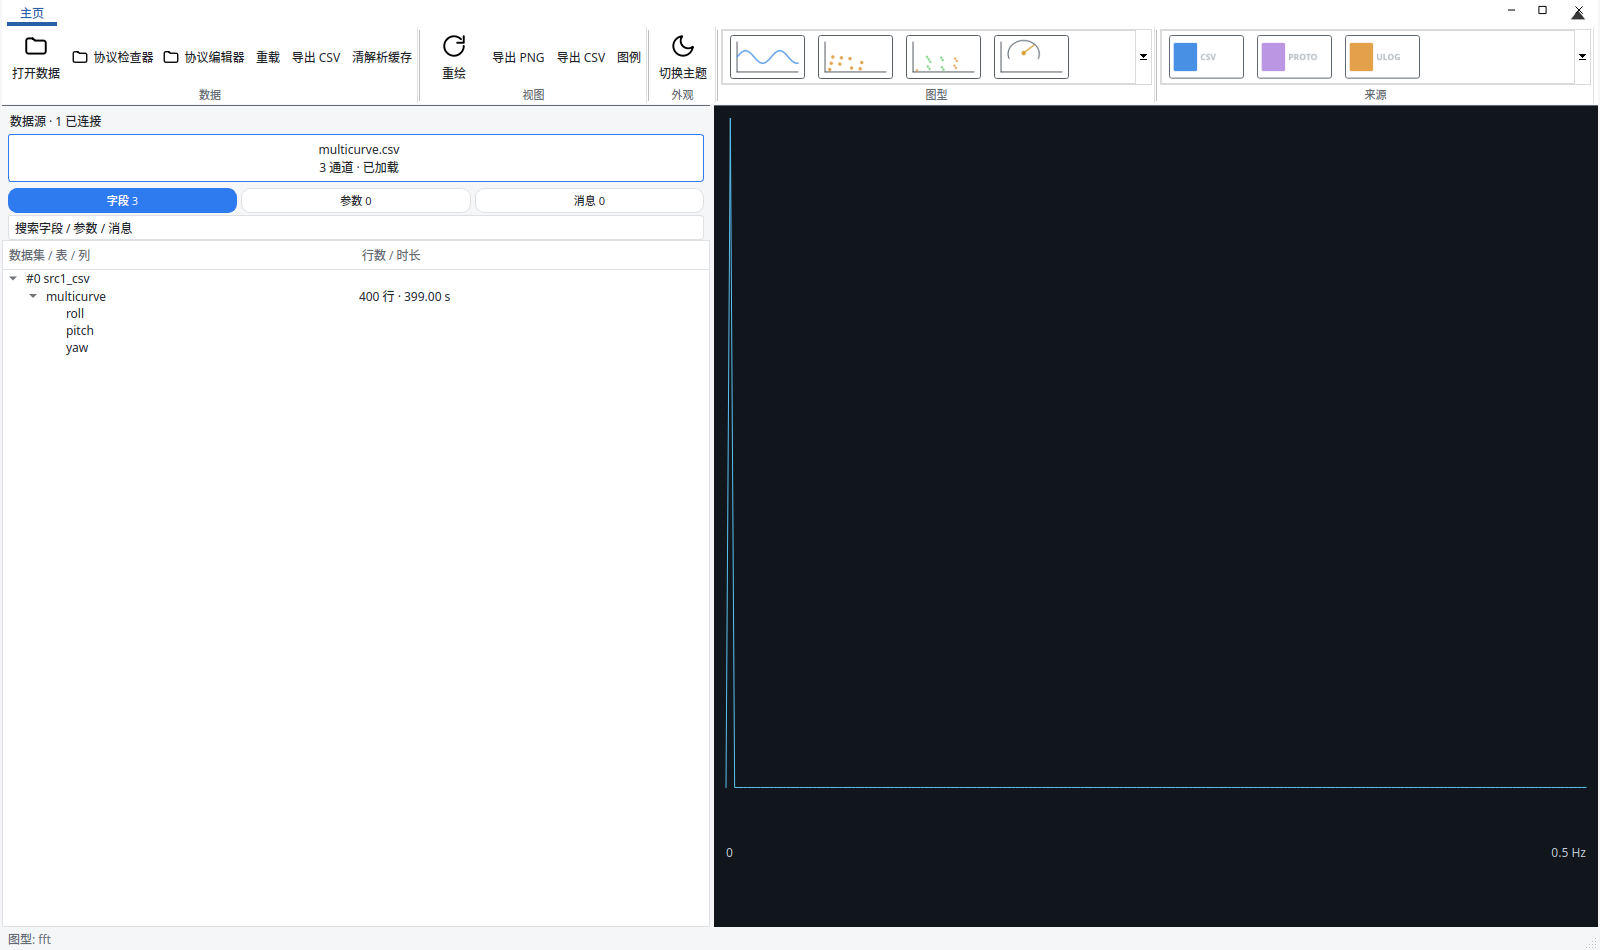 主页
打开数据
协议检查器
协议编辑器
重载
导出 CSV
清解析缓存
数据
重绘
导出 PNG
导出 CSV
图例
视图
切换主题
外观
图型
CSV
PROTO
ULOG
来源
数据源 · 1 已连接
multicurve.csv
3 通道 · 已加载
字段 3
参数 0
消息 0
搜索字段 / 参数 / 消息
数据集 / 表 / 列
行数 / 时长
#0 src1_csv
multicurve
400 行 · 399.00 s
roll
pitch
yaw
0
0.5 Hz
图型: fft